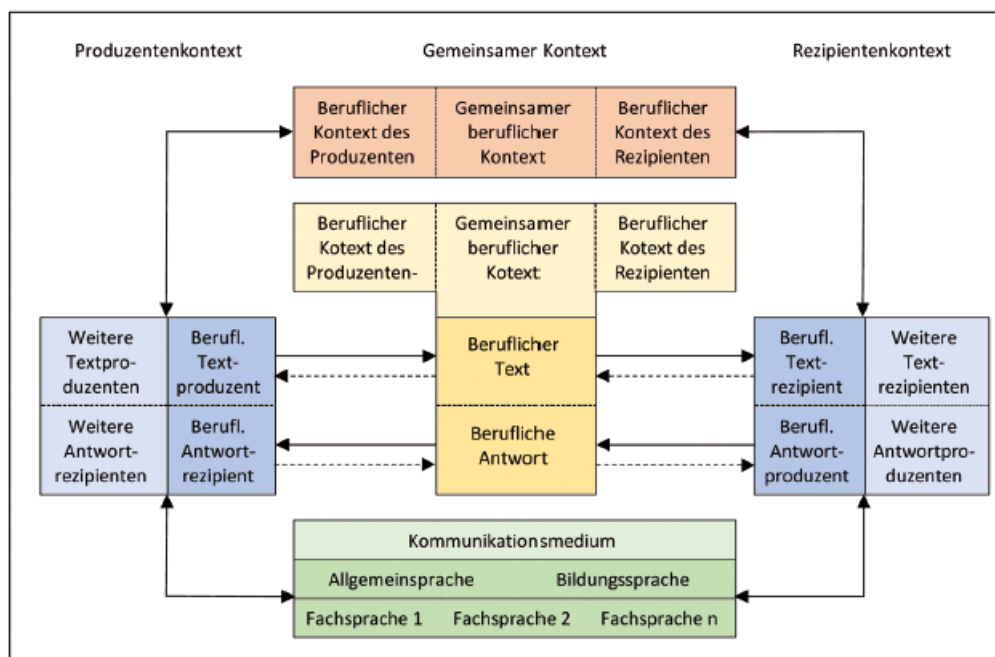 Produzentenkontext
Gemeinsamer Kontext
Rezipientenkontext
Beruflicher
Kontext des
Produzenten
Gemeinsamer
beruflicher
Kontext
Beruflicher
Kontext des
Rezipienten
Beruflicher
Kotext des
Produzenten-
Gemeinsamer
beruflicher
Kotext
Beruflicher
Kotext des
Rezipienten
Weitere
Textpro-
duzenten
Berufl.
Text-
produzent
Beruflicher
Text
Berufl.
Text-
rezipient
Weitere
Text-
rezipienten
Weitere
Antwort-
rezipienten
Berufl.
Antwort-
rezipient
Berufliche
Antwort
Berufl.
Antwort-
produzent
Weitere
Antwortpro-
duzenten
Kommunikationsmedium
Allgemeinsprache
Bildungssprache
Fachsprache 1
Fachsprache 2
Fachsprache n